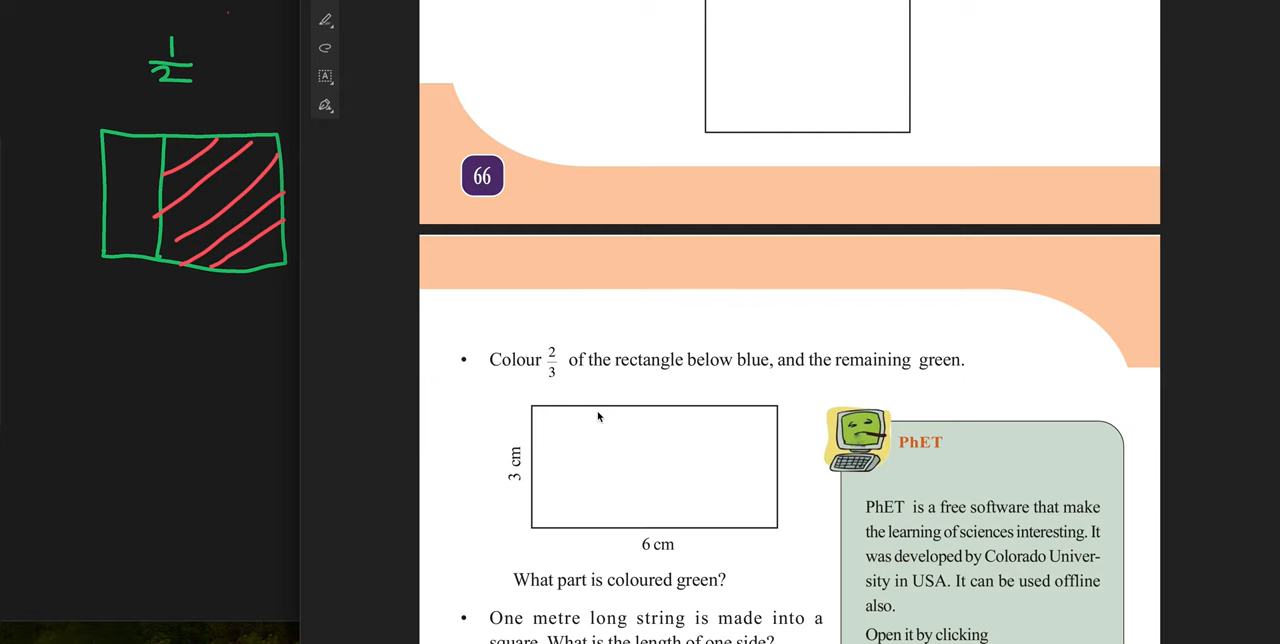 1
2
66
• Colour 2/3 of the rectangle below blue, and the remaining green.
3 cm
6 cm
What part is coloured green?
• One metre long string is made into a
square. What is the length of one side?
PhET
PhET is a free software that make
the learning of sciences interesting. It
was developed by Colorado Univer-
sity in USA. It can be used offline
also.
Open it by clicking